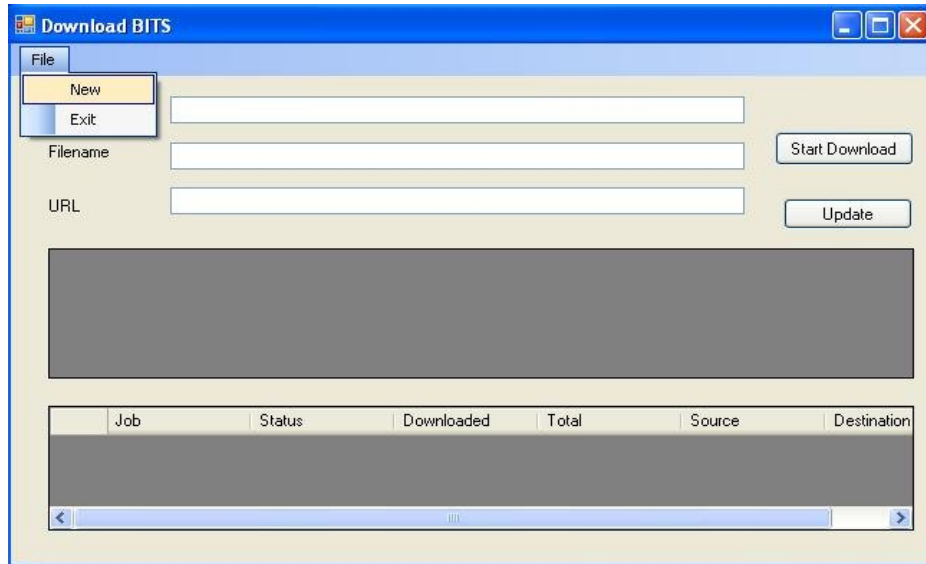 Download BITS
File
New
Exit
Filename
Start Download
URL
Update
Job Status Downloaded Total Source Destination